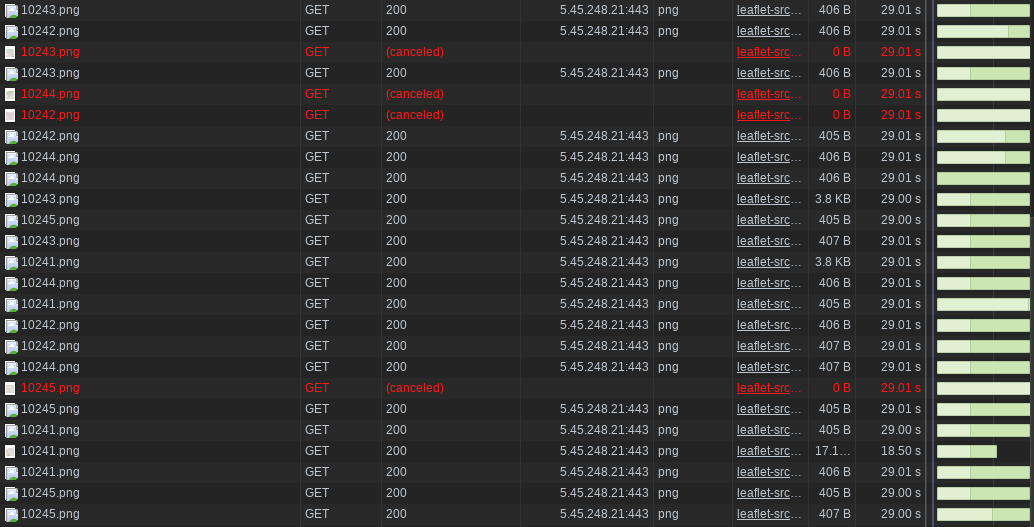 10243.png GET 200 5.45.248.21:443 png leaflet-src… 406 B 29.01 s
10242.png GET 200 5.45.248.21:443 png leaflet-src… 406 B 29.01 s
10243.png GET (canceled) leaflet-src… 0 B 29.01 s
10243.png GET 200 5.45.248.21:443 png leaflet-src… 406 B 29.01 s
10244.png GET (canceled) leaflet-src… 0 B 29.01 s
10242.png GET (canceled) leaflet-src… 0 B 29.01 s
10242.png GET 200 5.45.248.21:443 png leaflet-src… 405 B 29.01 s
10244.png GET 200 5.45.248.21:443 png leaflet-src… 406 B 29.01 s
10244.png GET 200 5.45.248.21:443 png leaflet-src… 406 B 29.01 s
10243.png GET 200 5.45.248.21:443 png leaflet-src… 3.8 KB 29.00 s
10245.png GET 200 5.45.248.21:443 png leaflet-src… 405 B 29.01 s
10243.png GET 200 5.45.248.21:443 png leaflet-src… 407 B 29.01 s
10241.png GET 200 5.45.248.21:443 png leaflet-src… 3.8 KB 29.01 s
10244.png GET 200 5.45.248.21:443 png leaflet-src… 406 B 29.01 s
10241.png GET 200 5.45.248.21:443 png leaflet-src… 405 B 29.01 s
10242.png GET 200 5.45.248.21:443 png leaflet-src… 406 B 29.01 s
10242.png GET 200 5.45.248.21:443 png leaflet-src… 407 B 29.01 s
10244.png GET 200 5.45.248.21:443 png leaflet-src… 407 B 29.01 s
10245.png GET (canceled) leaflet-src… 0 B 29.01 s
10245.png GET 200 5.45.248.21:443 png leaflet-src… 405 B 29.01 s
10241.png GET 200 5.45.248.21:443 png leaflet-src… 405 B 29.00 s
10241.png GET 200 5.45.248.21:443 png leaflet-src… 17.1… 18.50 s
10241.png GET 200 5.45.248.21:443 png leaflet-src… 406 B 29.01 s
10245.png GET 200 5.45.248.21:443 png leaflet-src… 405 B 29.00 s
10245.png GET 200 5.45.248.21:443 png leaflet-src… 407 B 29.00 s